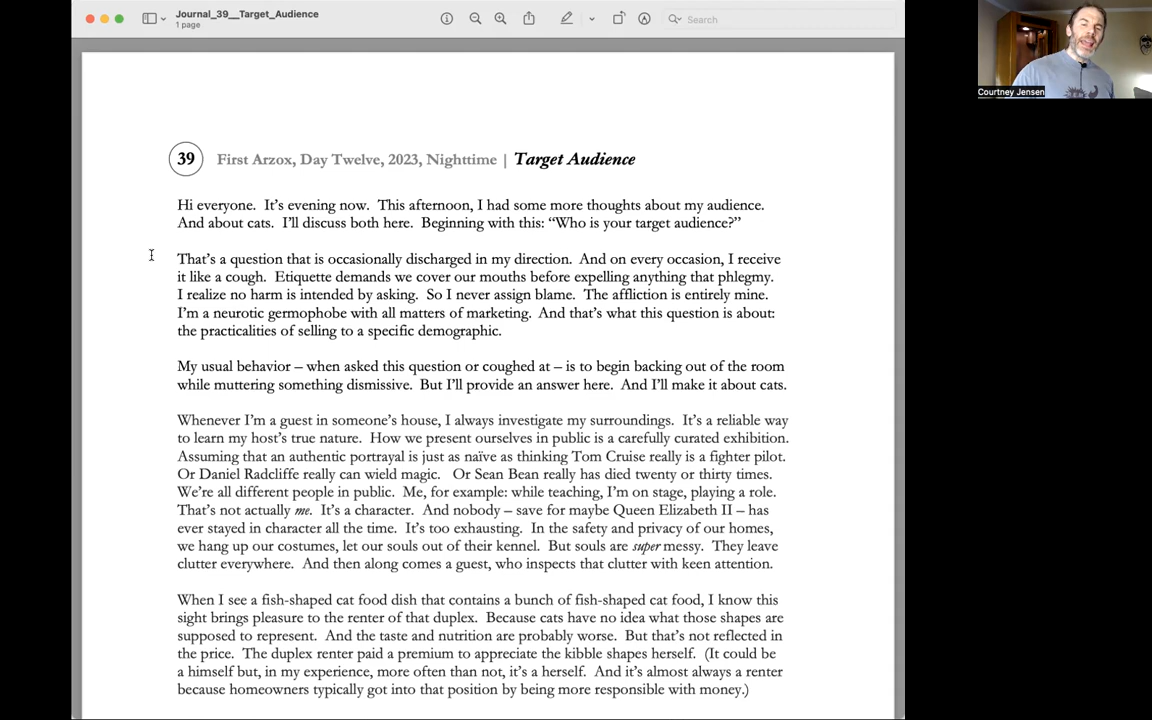 Journal_39__Target_Audience
1 page
Search
Courtney Jensen
39 First Arzox, Day Twelve, 2023, Nighttime | Target Audience
Hi everyone. It's evening now. This afternoon, I had some more thoughts about my audience.
And about cats. I'll discuss both here. Beginning with this: “Who is your target audience?”
That's a question that is occasionally discharged in my direction. And on every occasion, I receive
it like a cough. Etiquette demands we cover our mouths before expelling anything that phlegmy.
I realize no harm is intended by asking. So I never assign blame. The affliction is entirely mine.
I'm a neurotic germophobe with all matters of marketing. And that's what this question is about:
the practicalities of selling to a specific demographic.
My usual behavior – when asked this question or coughed at – is to begin backing out of the room
while muttering something dismissive. But I'll provide an answer here. And I'll make it about cats.
Whenever I'm a guest in someone's house, I always investigate my surroundings. It's a reliable way
to learn my host's true nature. How we present ourselves in public is a carefully curated exhibition.
Assuming that an authentic portrayal is just as naïve as thinking Tom Cruise really is a fighter pilot.
Or Daniel Radcliffe really can wield magic. Or Sean Bean really has died twenty or thirty times.
We're all different people in public. Me, for example: while teaching, I'm on stage, playing a role.
That's not actually me. It's a character. And nobody – save for maybe Queen Elizabeth II – has
ever stayed in character all the time. It's too exhausting. In the safety and privacy of our homes,
we hang up our costumes, let our souls out of their kennel. But souls are super messy. They leave
clutter everywhere. And then along comes a guest, who inspects that clutter with keen attention.
When I see a fish-shaped cat food dish that contains a bunch of fish-shaped cat food, I know this
sight brings pleasure to the renter of that duplex. Because cats have no idea what those shapes are
supposed to represent. And the taste and nutrition are probably worse. But that's not reflected in
the price. The duplex renter paid a premium to appreciate the kibble shapes herself. (It could be
a himself but, in my experience, more often than not, it's a herself. And it's almost always a renter
because homeowners typically got into that position by being more responsible with money.)